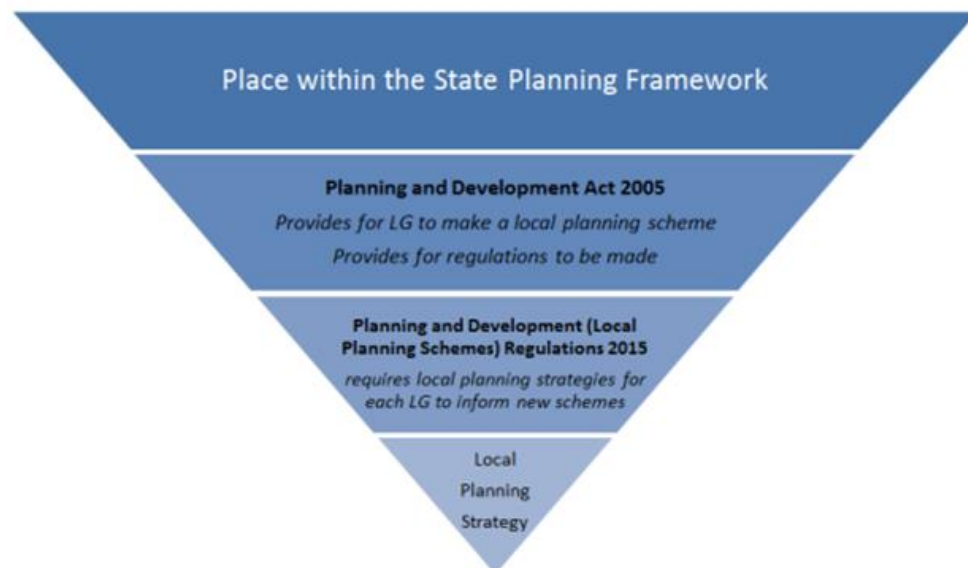 Place within the State Planning Framework
Planning and Development Act 2005
Provides for LG to make a local planning scheme
Provides for regulations to be made
Planning and Development (Local
Planning Schemes) Regulations 2015
requires local planning strategies for
each LG to inform new schemes
Local
Planning
Strategy